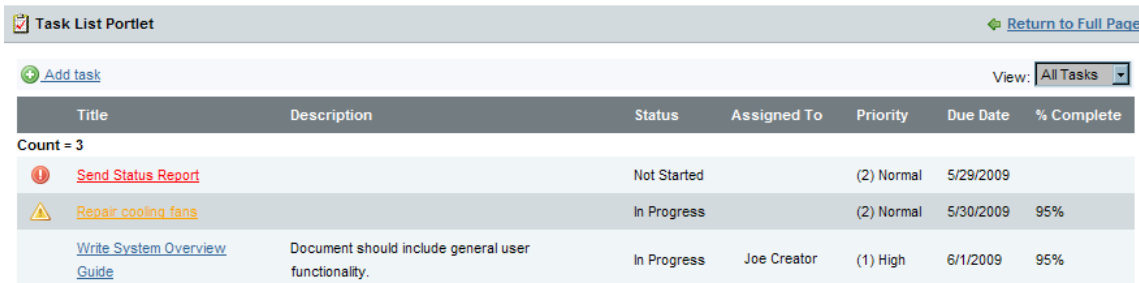 Task List Portlet Return to Full Page
Add task View: All Tasks
Title Description Status Assigned To Priority Due Date % Complete
Count = 3
Send Status Report Not Started (2) Normal 5/29/2009
Repair cooling fans In Progress (2) Normal 5/30/2009 95%
Write System Overview Guide Document should include general user functionality. In Progress Joe Creator (1) High 6/1/2009 95%